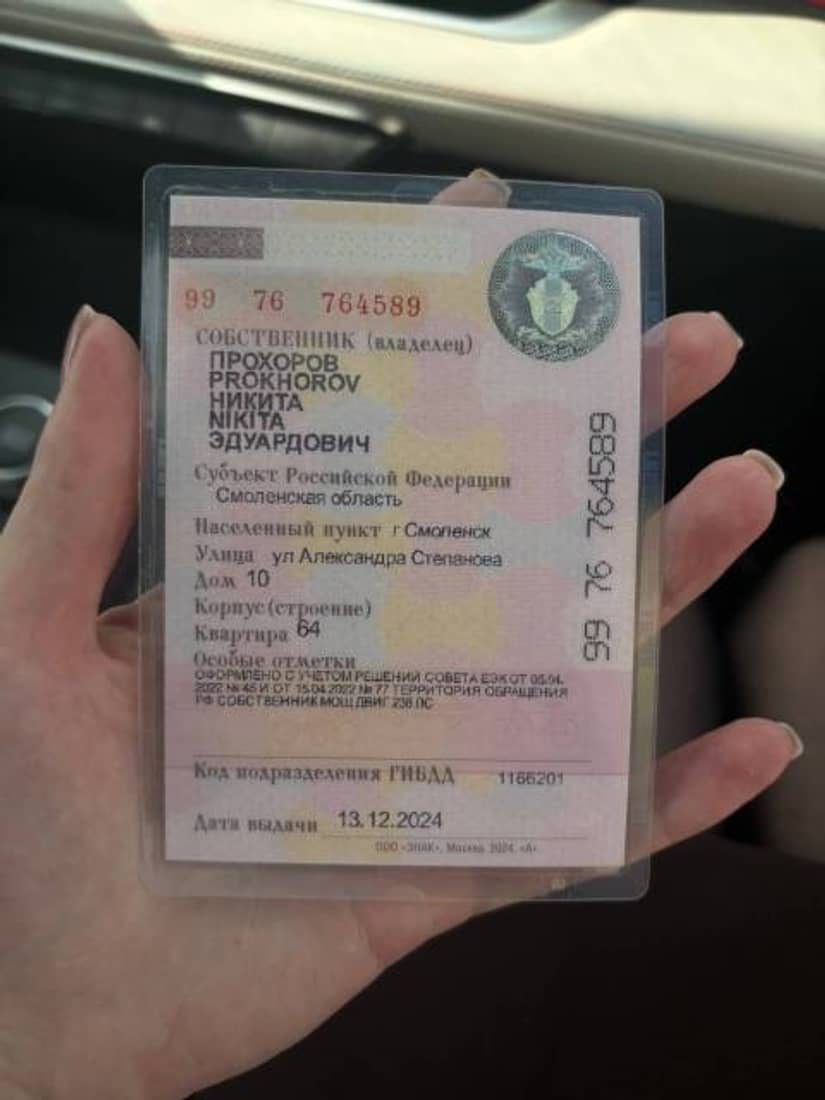 99 76 764589
СОБСТВЕННИК (владелец)
ПРОХОРОВ
PROKHOROV
НИКИТА
NIKITA
ЭДУАРДОВИЧ
Субъект Российской Федерации
Смоленская область
Населенный пункт г Смоленск
Улица ул Александра Степанова
Дом 10
Корпус (строение)
Квартира 64
Особые отметки
ОФОРМЛЕНО С УЧЕТОМ РЕШЕНИЙ СОВЕТА ЕЭК ОТ 05.04.
2022 № 45 И ОТ 15.04.2022 № 77 ТЕРРИТОРИЯ ОБРАЩЕНИЯ
РФ СОБСТВЕННИК МОЩ ДВИГ 238 ЛС
Код подразделения ГИБДД 1166201
Дата выдачи 13.12.2024
ООО «ЗНАК», Москва, 2024, «А»
99 76 764589